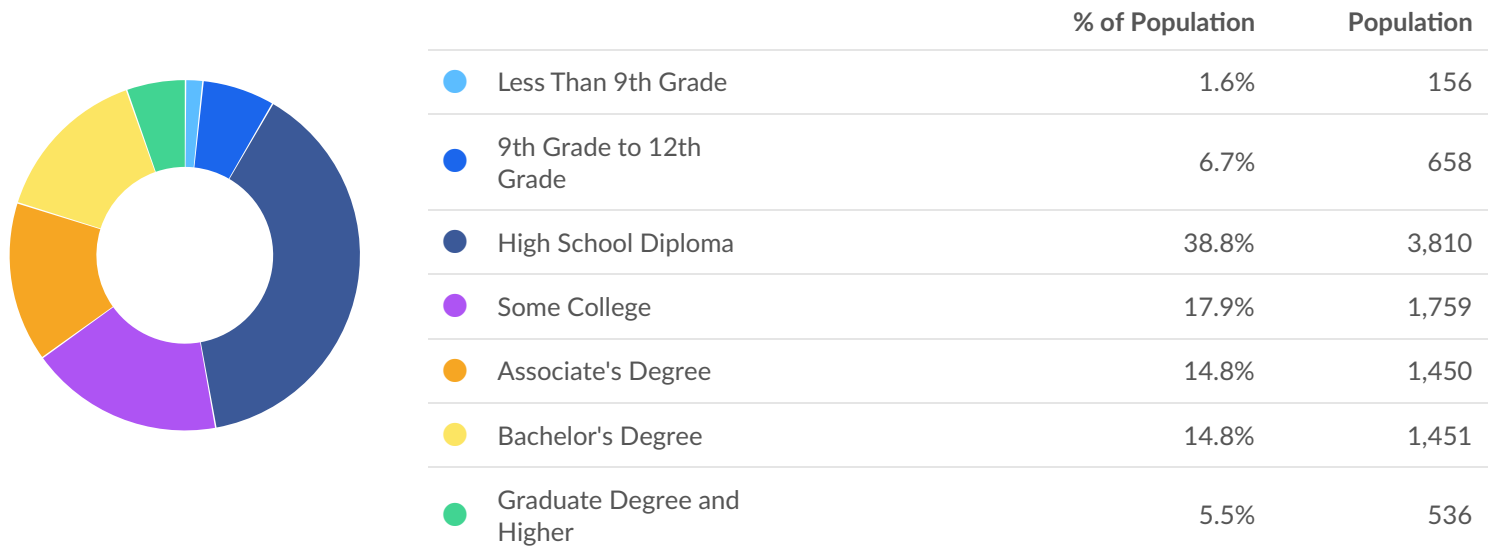 % of Population Population
Less Than 9th Grade 1.6% 156
9th Grade to 12th
Grade 6.7% 658
High School Diploma 38.8% 3,810
Some College 17.9% 1,759
Associate's Degree 14.8% 1,450
Bachelor's Degree 14.8% 1,451
Graduate Degree and
Higher 5.5% 536